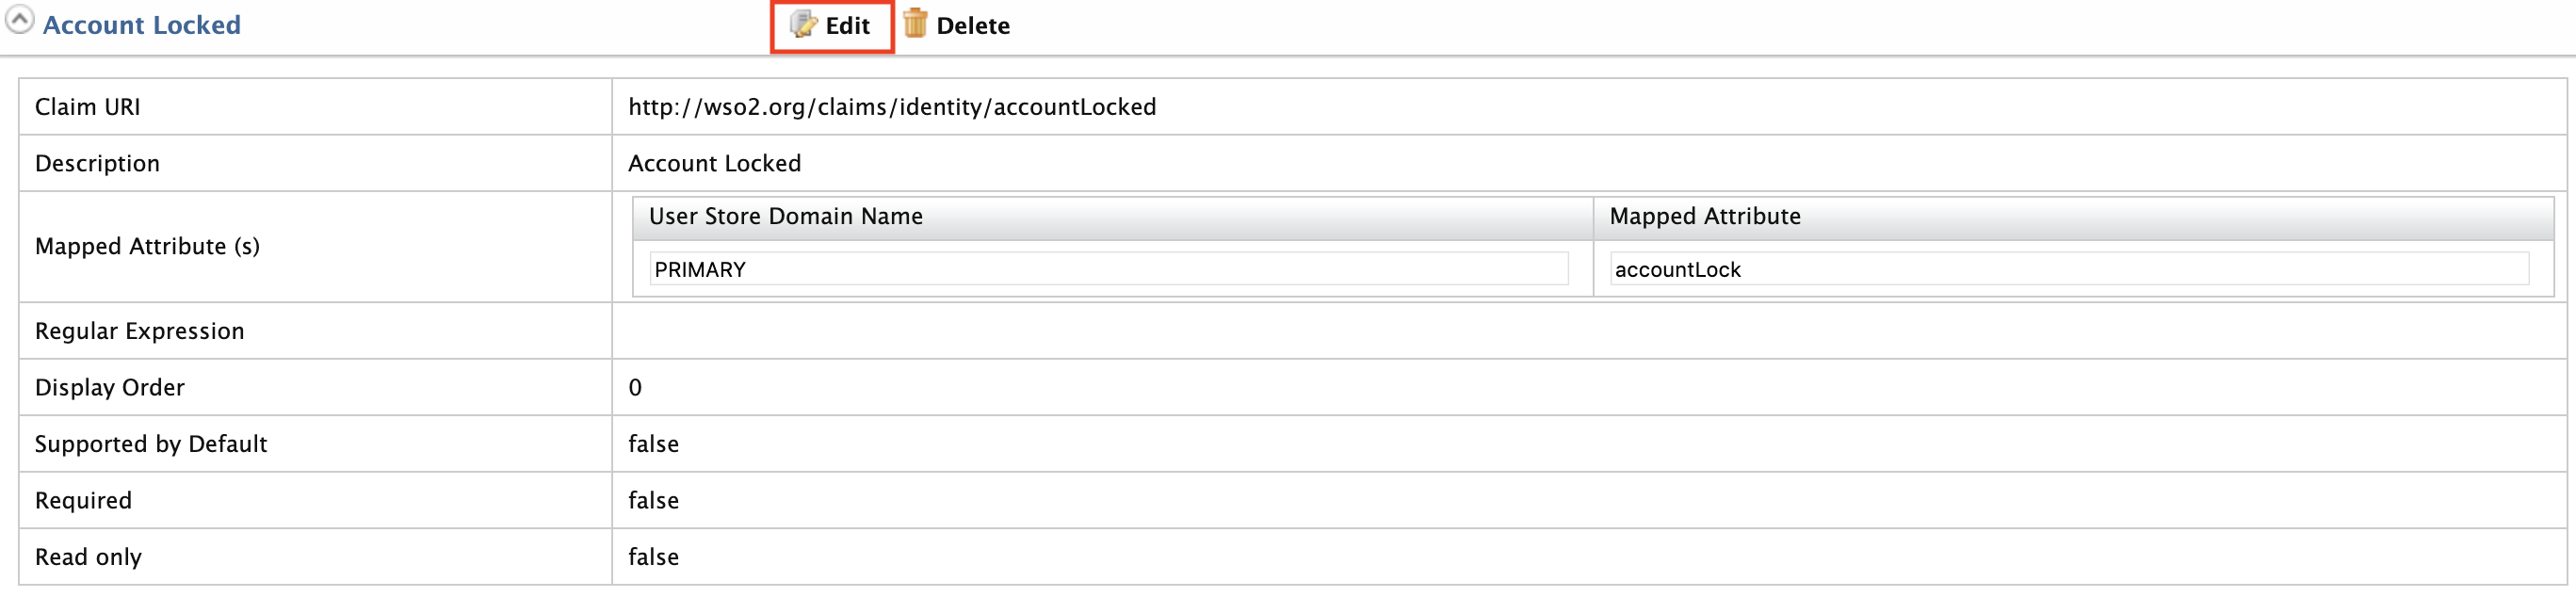 Account Locked Edit Delete
Claim URI http://wso2.org/claims/identity/accountLocked
Description Account Locked
User Store Domain Name Mapped Attribute
Mapped Attribute (s)
PRIMARY accountLock
Regular Expression
Display Order 0
Supported by Default false
Required false
Read only false